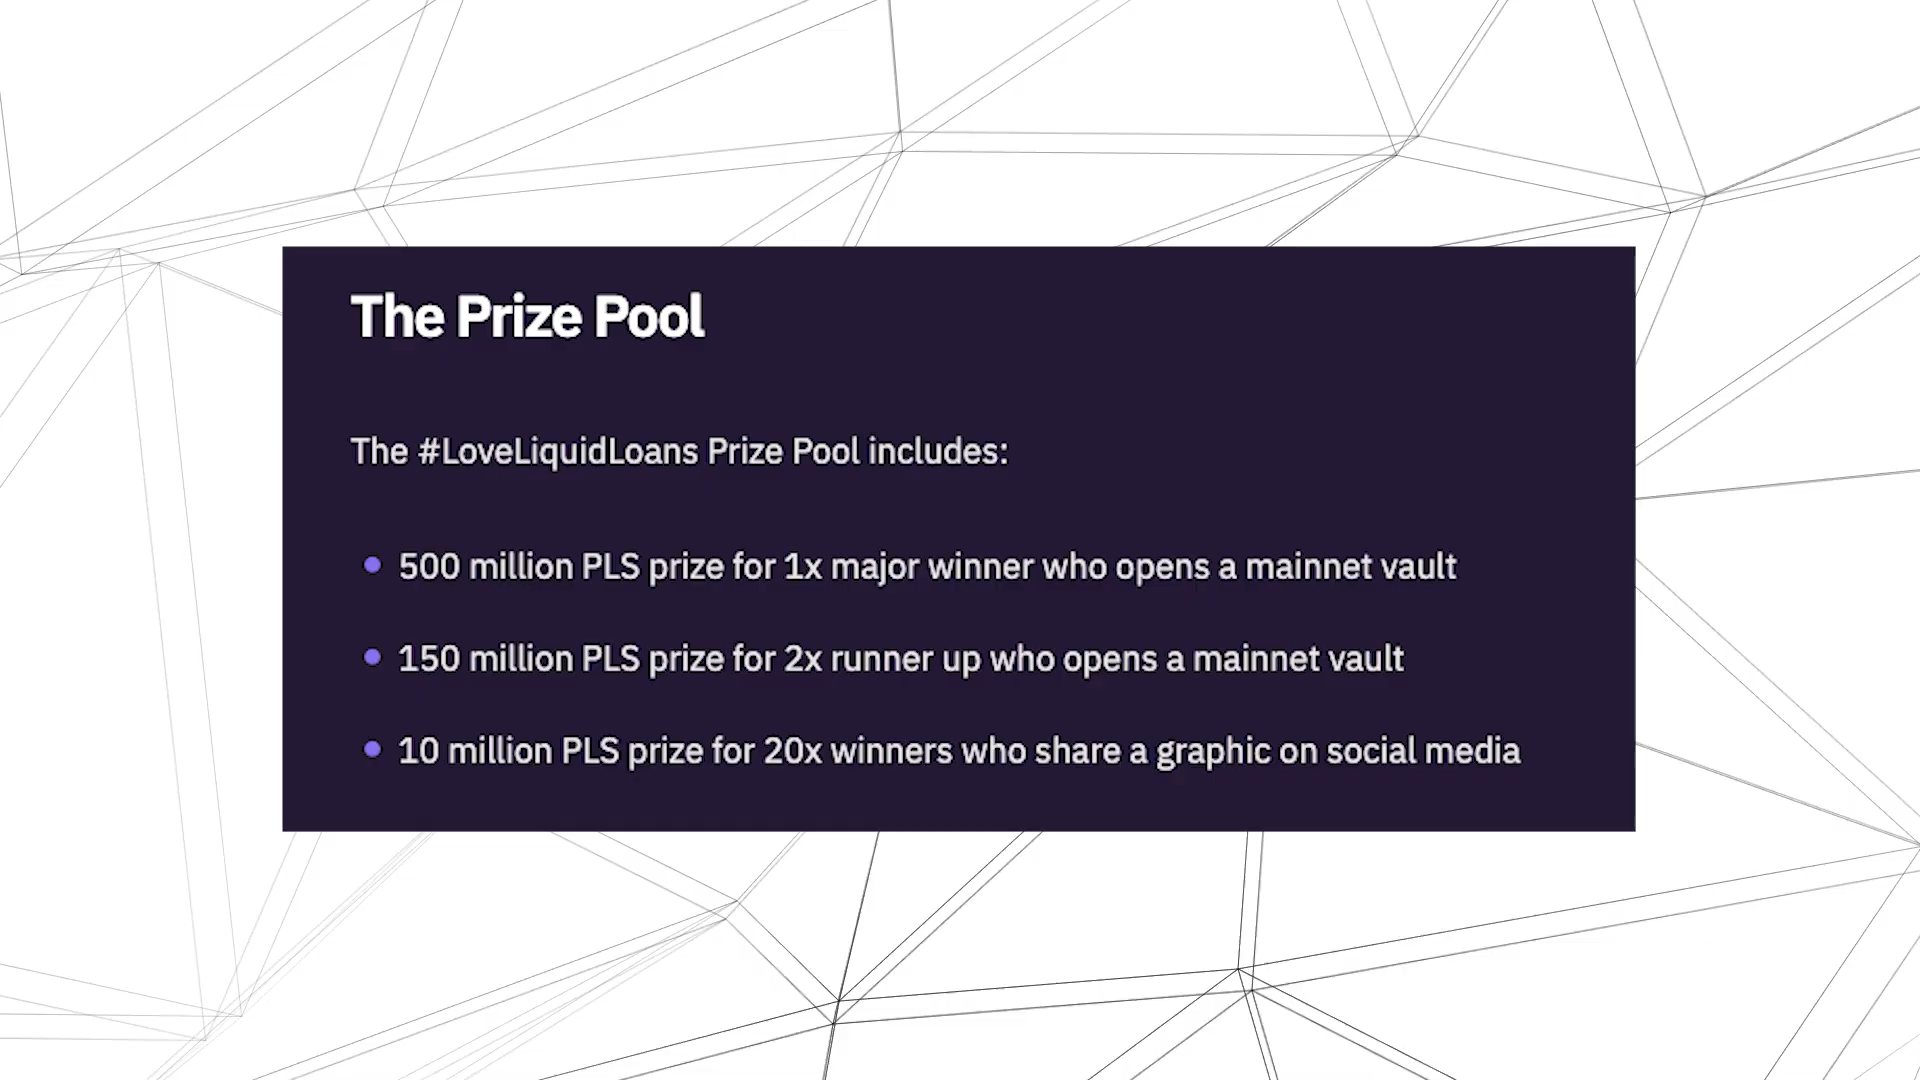 The Prize Pool
The #LoveLiquidLoans Prize Pool includes:
500 million PLS prize for 1x major winner who opens a mainnet vault
150 million PLS prize for 2x runner up who opens a mainnet vault
10 million PLS prize for 20x winners who share a graphic on social media